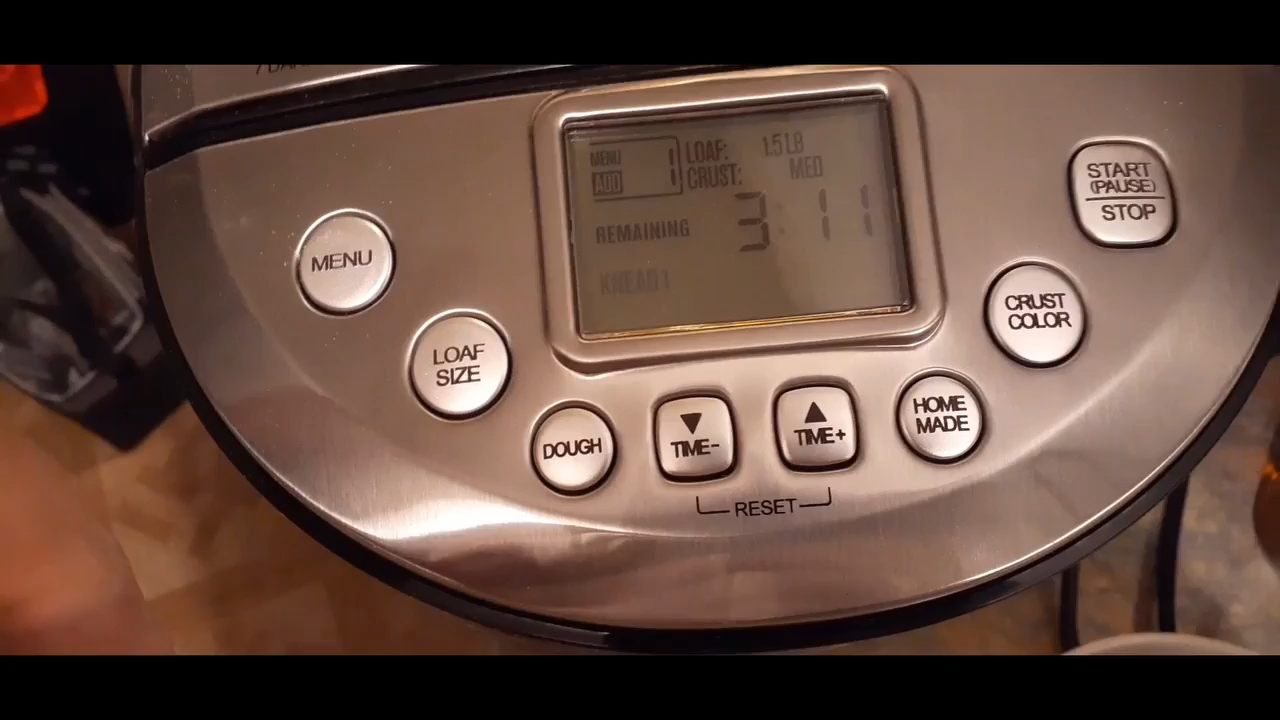 MENU 1 LOAF: 1.5 LB
ADD CRUST: MED
REMAINING 3:11
KNEAD 1
MENU
LOAF
SIZE
DOUGH
TIME-
TIME+
RESET
HOME
MADE
CRUST
COLOR
START
(PAUSE)
STOP